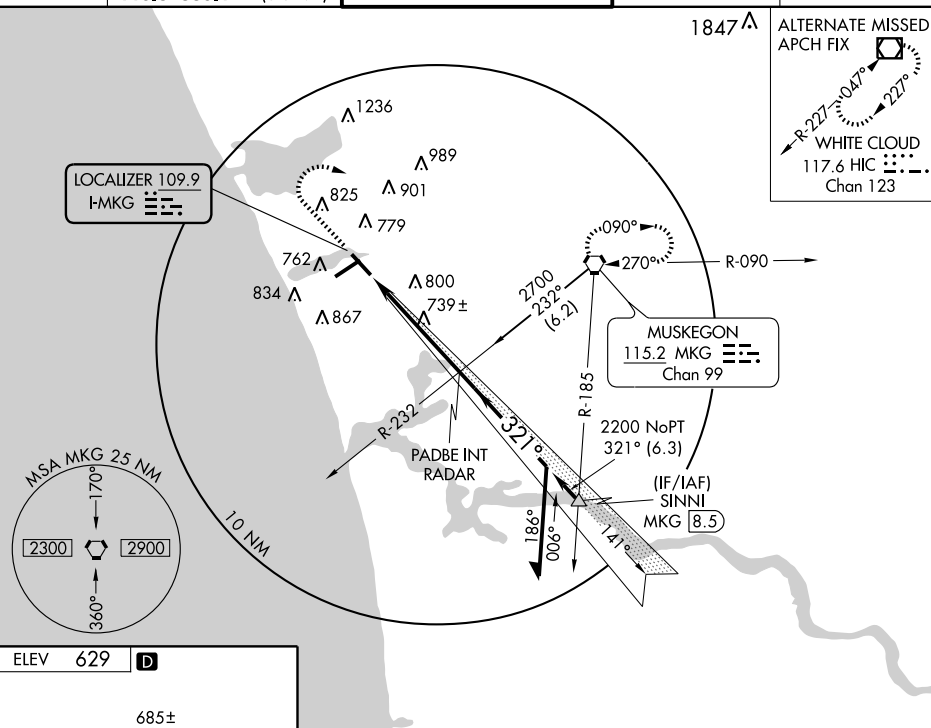 1847
ALTERNATE MISSED
APCH FIX
047°
227°
R-227
WHITE CLOUD
117.6 HIC
Chan 123
1236
989
901
825
779
LOCALIZER 109.9
I-MKG
762
834
867
800
739±
090°
270°
R-090
2700
232°
(6.2)
MUSKEGON
115.2 MKG
Chan 99
R-185
R-232
PADBE INT
RADAR
321°
2200 NoPT
321° (6.3)
(IF/IAF)
SINNI
MKG 8.5
186°
006°
141°
10 NM
MSA MKG 25 NM
170°
2300
2900
360°
ELEV 629 D
685±